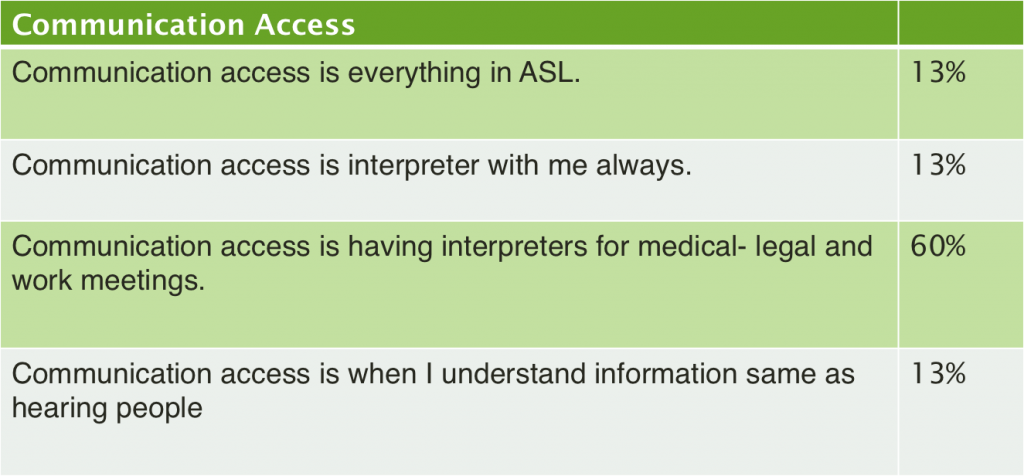 Communication Access
Communication access is everything in ASL. 13%
Communication access is interpreter with me always. 13%
Communication access is having interpreters for medical- legal and 60%
work meetings.
Communication access is when I understand information same as 13%
hearing people